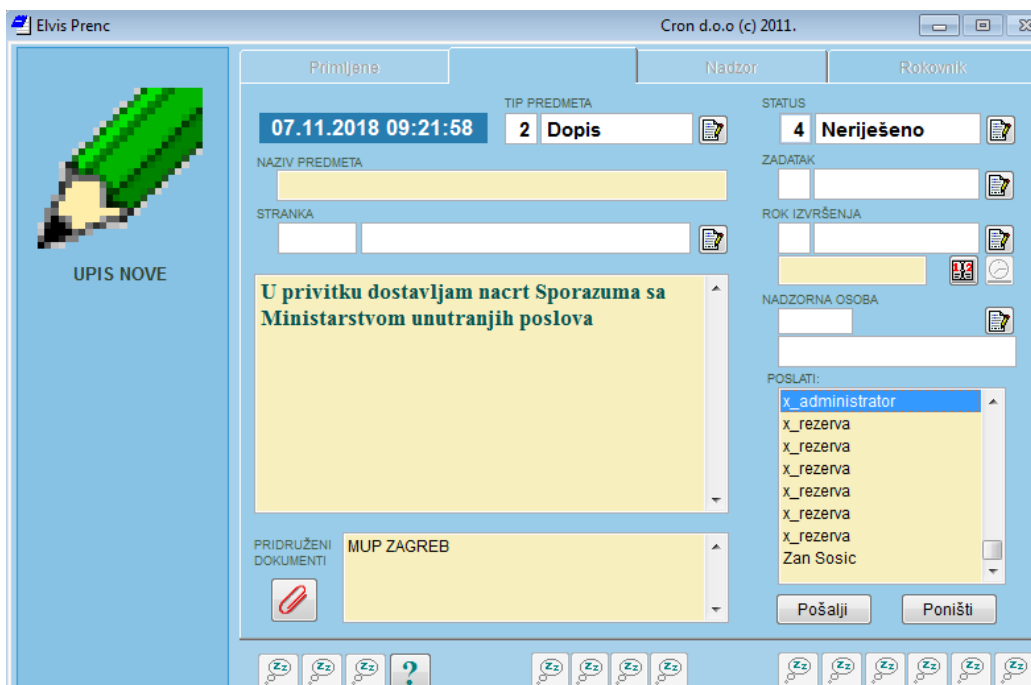 Elvis Prenc
Cron d.o.o (c) 2011.
Primljene
Nadzor
Rokovnik
UPIS NOVE
07.11.2018 09:21:58
TIP PREDMETA
2 Dopis
NAZIV PREDMETA
STRANKA
U privitku dostavljam nacrt Sporazuma sa
Ministarstvom unutranjih poslova
PRIDRUŽENI
DOKUMENTI
MUP ZAGREB
STATUS
4 Neriješeno
ZADATAK
ROK IZVRŠENJA
NADZORNA OSOBA
POSLATI:
x_administrator
x_rezerva
x_rezerva
x_rezerva
x_rezerva
x_rezerva
x_rezerva
Zan Sosic
Pošalji
Poništi